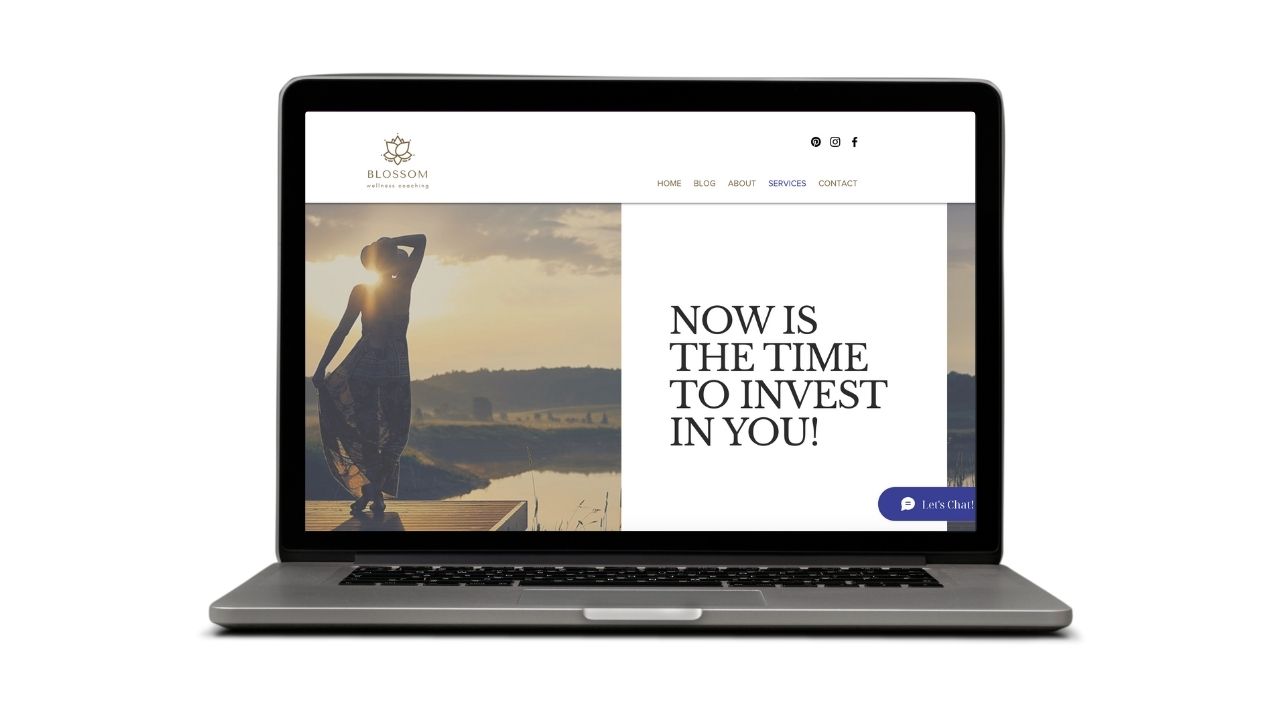 BLOSSOM
wellness coaching
HOME BLOG ABOUT SERVICES CONTACT
NOW IS
THE TIME
TO INVEST
IN YOU!
Let's Chat!